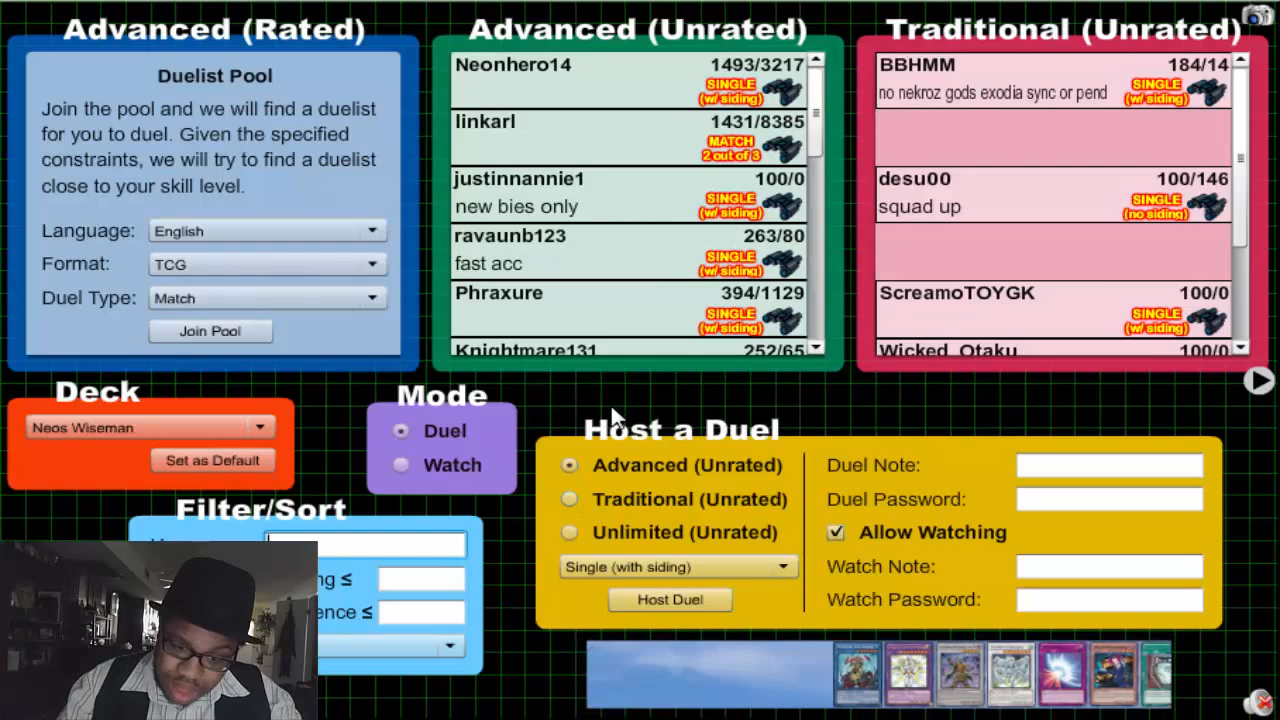 Advanced (Rated)
Duelist Pool
Join the pool and we will find a duelist
for you to duel. Given the specified
constraints, we will try to find a duelist
close to your skill level.
Language: English
Format: TCG
Duel Type: Match
Join Pool
Advanced (Unrated)
Neonhero14 1493/3217
SINGLE
(w/ siding)
linkarl 1431/8385
MATCH
2 out of 3
justinnannie1 100/0
new bies only
SINGLE
(w/ siding)
ravaunb123 263/80
fast acc
SINGLE
(w/ siding)
Phraxure 394/1129
SINGLE
(w/ siding)
Knightmare131 252/65
Traditional (Unrated)
BBHMM 184/14
no nekroz gods exodia sync or pend
SINGLE
(w/ siding)
desu00 100/146
squad up
SINGLE
(no siding)
ScreamoTOYGK 100/0
SINGLE
(w/ siding)
Wicked_Otaku 100/0
Deck
Neos Wiseman
Set as Default
Mode
Duel
Watch
Filter/Sort
ng ≤
ence ≤
Host a Duel
Advanced (Unrated)
Traditional (Unrated)
Unlimited (Unrated)
Single (with siding)
Host Duel
Duel Note:
Duel Password:
Allow Watching
Watch Note:
Watch Password: